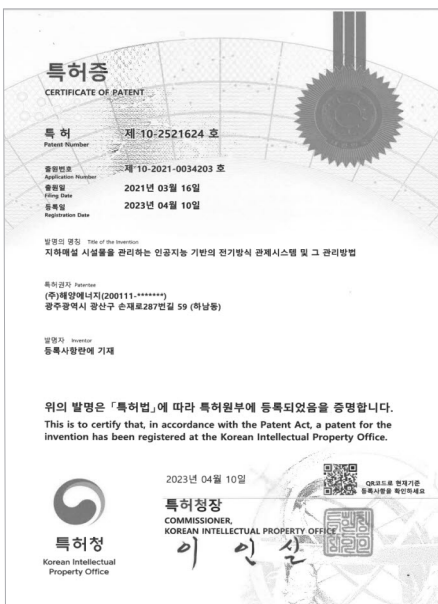 특허증
CERTIFICATE OF PATENT
특 허 제 10-2521624 호
Patent Number
출원번호 제 10-2021-0034203 호
Application Number
출원일 2021년 03월 16일
Filing Date
등록일 2023년 04월 10일
Registration Date
발명의 명칭 Title of the Invention
지하매설 시설물을 관리하는 인공지능 기반의 전기방식 관제시스템 및 그 관리방법
특허권자 Patentee
(주)해양에너지(200111-*******)
광주광역시 광산구 손재로287번길 59 (하남동)
발명자 Inventor
등록사항란에 기재
위의 발명은 「특허법」에 따라 특허원부에 등록되었음을 증명합니다.
This is to certify that, in accordance with the Patent Act, a patent for the
invention has been registered at the Korean Intellectual Property Office.
2023년 04월 10일
QR코드로 현재기준
등록사항을 확인하세요
특허청장
COMMISSIONER,
KOREAN INTELLECTUAL PROPERTY OFFICE
이 인 실
특허청
Korean Intellectual
Property Office